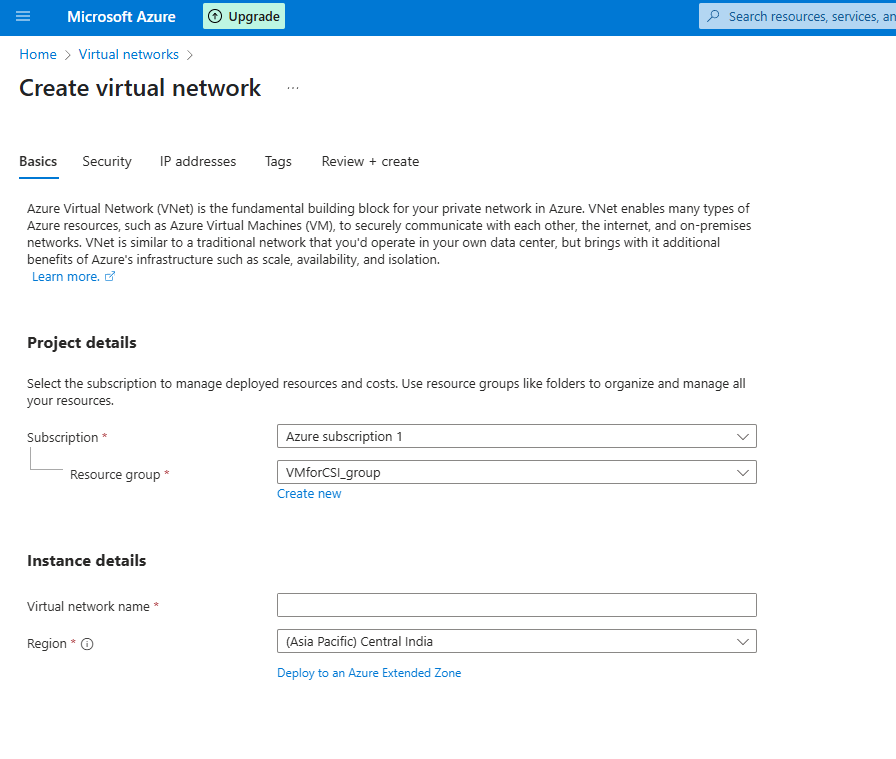 Microsoft Azure
Upgrade
Search resources, services, an
Home > Virtual networks >
Create virtual network ...
Basics Security IP addresses Tags Review + create
Azure Virtual Network (VNet) is the fundamental building block for your private network in Azure. VNet enables many types of
Azure resources, such as Azure Virtual Machines (VM), to securely communicate with each other, the internet, and on-premises
networks. VNet is similar to a traditional network that you'd operate in your own data center, but brings with it additional
benefits of Azure's infrastructure such as scale, availability, and isolation.
Learn more.
Project details
Select the subscription to manage deployed resources and costs. Use resource groups like folders to organize and manage all
your resources.
Subscription * Azure subscription 1
Resource group * VMforCSI_group
Create new
Instance details
Virtual network name *
Region * (Asia Pacific) Central India
Deploy to an Azure Extended Zone